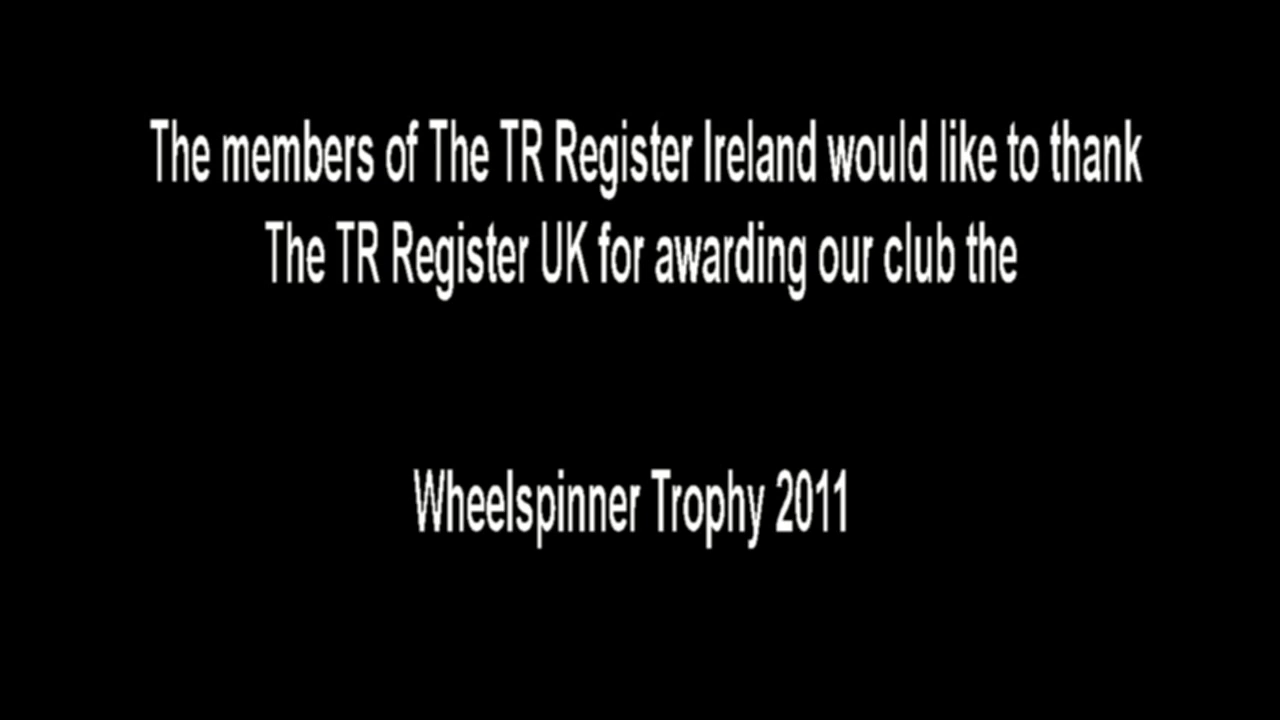 The members of The TR Register Ireland would like to thank
The TR Register UK for awarding our club the
Wheelspinner Trophy 2011